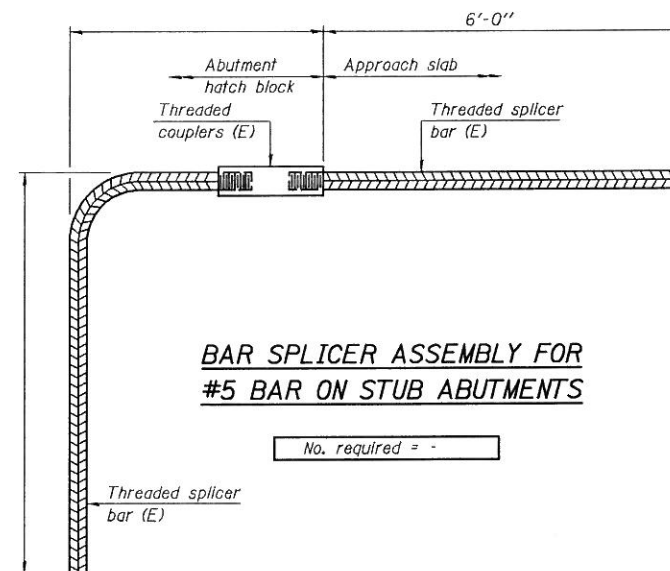 6'-0''
Abutment
hatch block
Approach slab
Threaded
couplers (E)
Threaded splicer
bar (E)
BAR SPLICER ASSEMBLY FOR
#5 BAR ON STUB ABUTMENTS
No. required = -
Threaded splicer
bar (E)